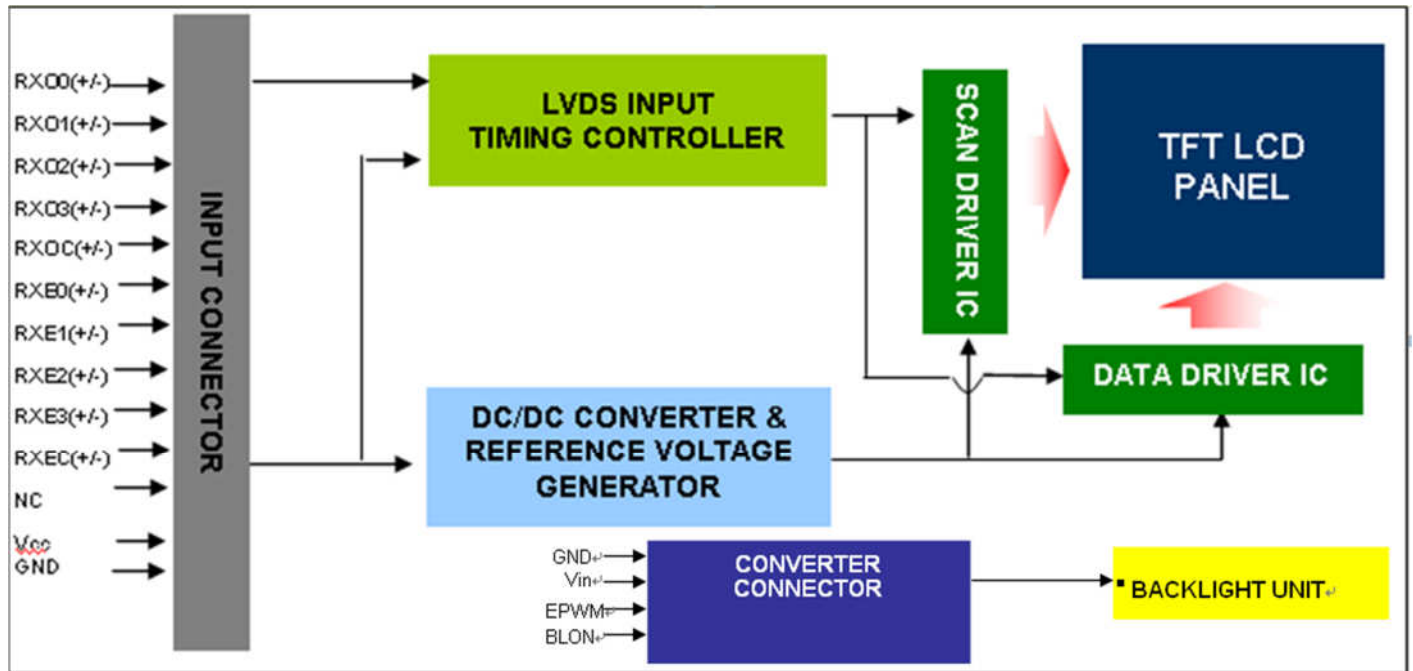 RXO0(+/-)
RXO1(+/-)
RXO2(+/-)
RXO3(+/-)
RXOC(+/-)
RXE0(+/-)
RXE1(+/-)
RXE2(+/-)
RXE3(+/-)
RXEC(+/-)
NC
Vcc
GND
INPUT CONNECTOR
LVDS INPUT
TIMING CONTROLLER
SCAN DRIVER IC
TFT LCD
PANEL
DATA DRIVER IC
DC/DC CONVERTER &
REFERENCE VOLTAGE
GENERATOR
GND
Vin
EPWM
BLON
CONVERTER
CONNECTOR
BACKLIGHT UNIT